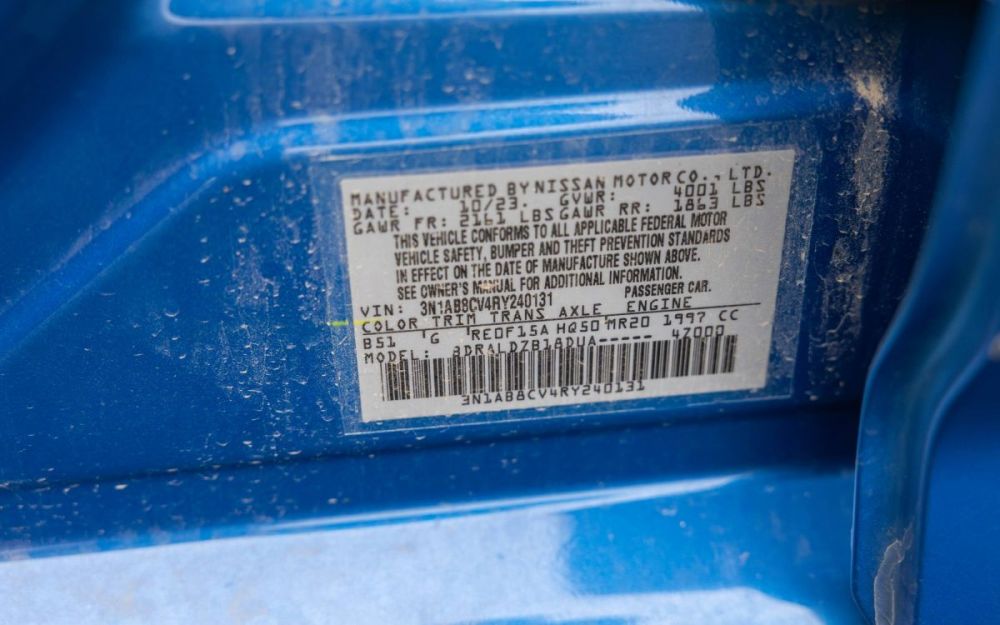 MANUFACTURED BY NISSAN MOTOR CO., LTD.
DATE: 10/23. GVWR: 4001 LBS
GAWR FR: 2161 LBS GAWR RR: 1863 LBS
THIS VEHICLE CONFORMS TO ALL APPLICABLE FEDERAL MOTOR
VEHICLE SAFETY, BUMPER AND THEFT PREVENTION STANDARDS
IN EFFECT ON THE DATE OF MANUFACTURE SHOWN ABOVE.
SEE OWNER'S MANUAL FOR ADDITIONAL INFORMATION.
VIN: 3N1AB8CV4RY240131 PASSENGER CAR.
COLOR TRIM TRANS AXLE ENGINE
B51 G RE0F15A HQ50 MR20 1997 CC
MODEL: BDRALDZB18DUA----- 47000
3N1AB8CV4RY240131